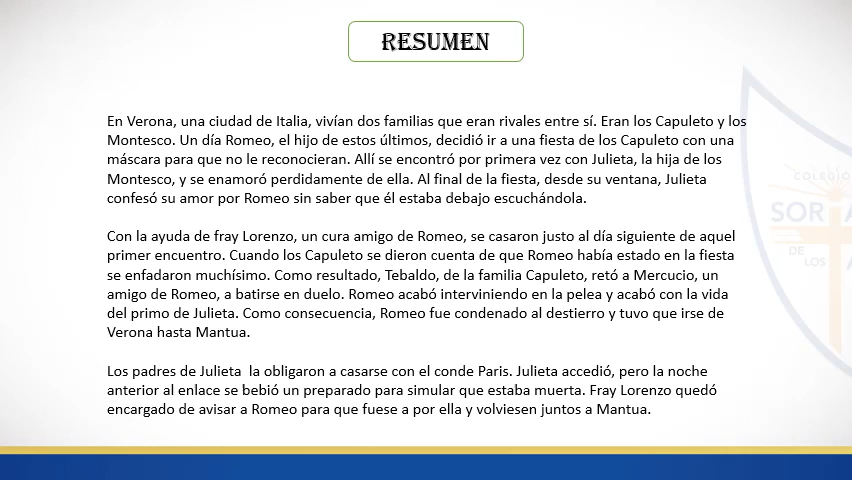 RESUMEN
En Verona, una ciudad de Italia, vivían dos familias que eran rivales entre sí. Eran los Capuleto y los
Montesco. Un día Romeo, el hijo de estos últimos, decidió ir a una fiesta de los Capuleto con una
máscara para que no le reconocieran. Allí se encontró por primera vez con Julieta, la hija de los
Montesco, y se enamoró perdidamente de ella. Al final de la fiesta, desde su ventana, Julieta
confesó su amor por Romeo sin saber que él estaba debajo escuchándola.
Con la ayuda de fray Lorenzo, un cura amigo de Romeo, se casaron justo al día siguiente de aquel
primer encuentro. Cuando los Capuleto se dieron cuenta de que Romeo había estado en la fiesta
se enfadaron muchísimo. Como resultado, Tebaldo, de la familia Capuleto, retó a Mercucio, un
amigo de Romeo, a batirse en duelo. Romeo acabó interviniendo en la pelea y acabó con la vida
del primo de Julieta. Como consecuencia, Romeo fue condenado al destierro y tuvo que irse de
Verona hasta Mantua.
Los padres de Julieta  la obligaron a casarse con el conde Paris. Julieta accedió, pero la noche
anterior al enlace se bebió un preparado para simular que estaba muerta. Fray Lorenzo quedó
encargado de avisar a Romeo para que fuese a por ella y volviesen juntos a Mantua.
COLEGIO
DE
LOS